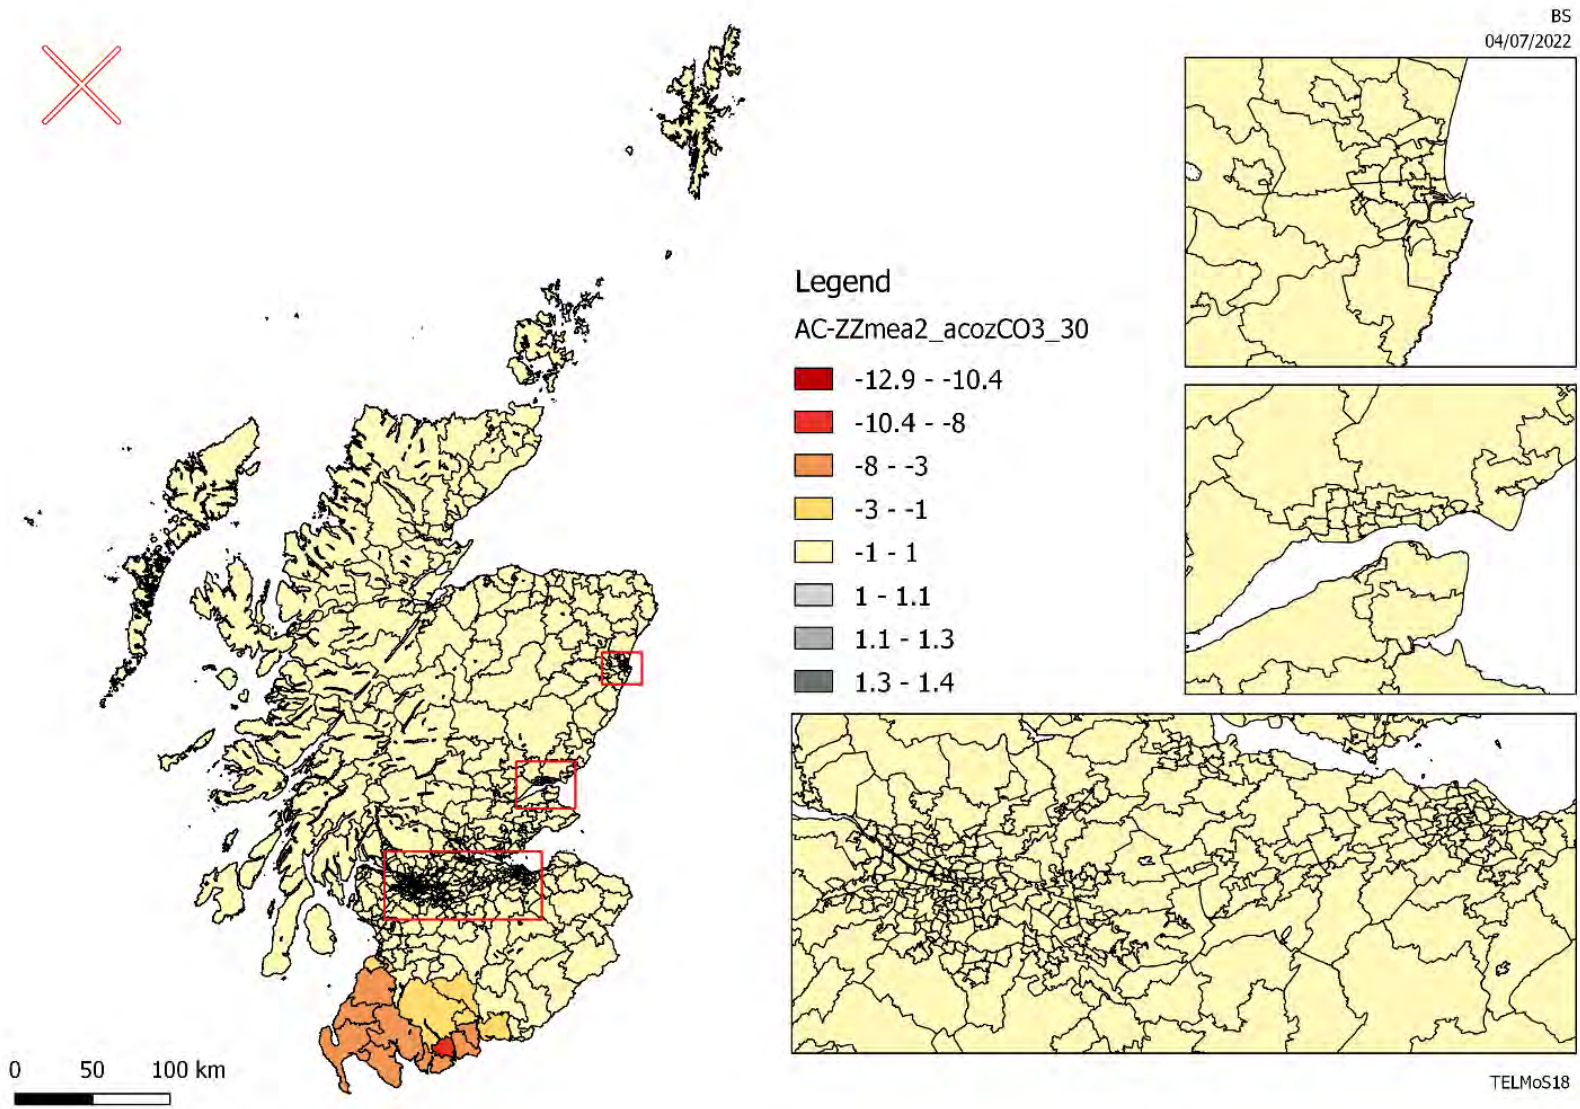 BS
04/07/2022
Legend
AC-ZZmea2_acozCO3_30
-12.9 - -10.4
-10.4 - -8
-8 - -3
-3 - -1
-1 - 1
1 - 1.1
1.1 - 1.3
1.3 - 1.4
0 50 100 km
TELMoS18